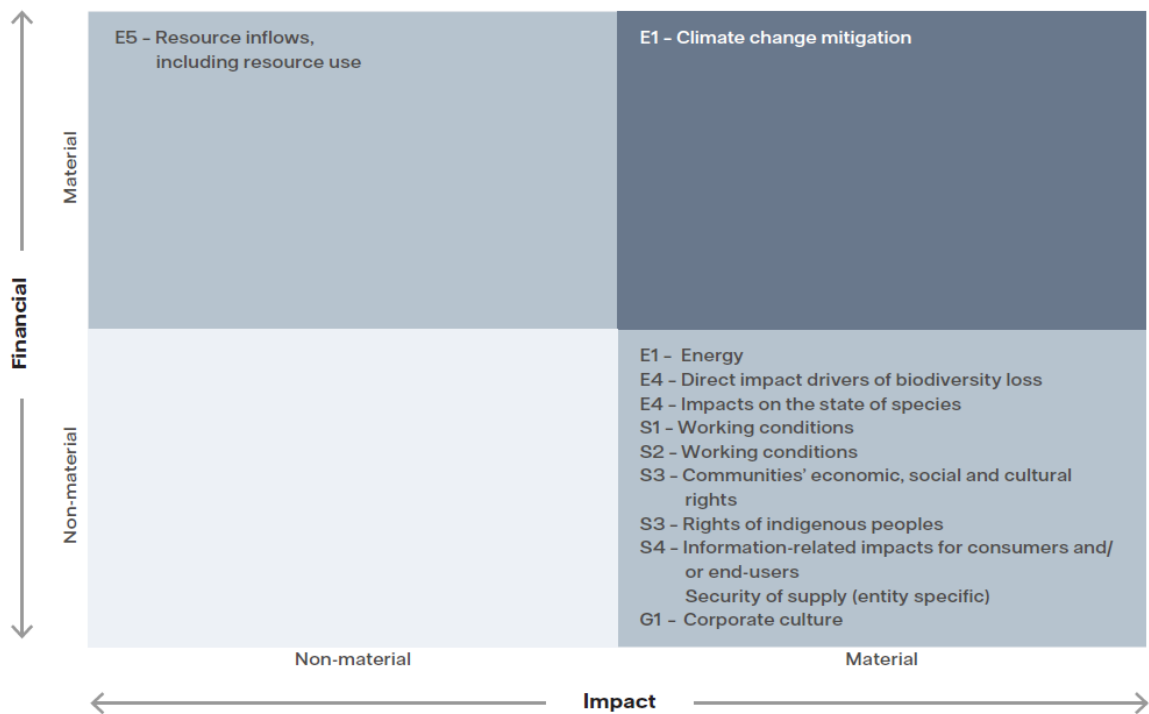 E5 – Resource inflows,
including resource use
E1 – Climate change mitigation
Material
Financial
Non-material
E1 – Energy
E4 – Direct impact drivers of biodiversity loss
E4 – Impacts on the state of species
S1 – Working conditions
S2 – Working conditions
S3 – Communities’ economic, social and cultural
rights
S3 – Rights of indigenous peoples
S4 – Information-related impacts for consumers and/
or end-users
Security of supply (entity specific)
G1 – Corporate culture
Non-material
Material
Impact